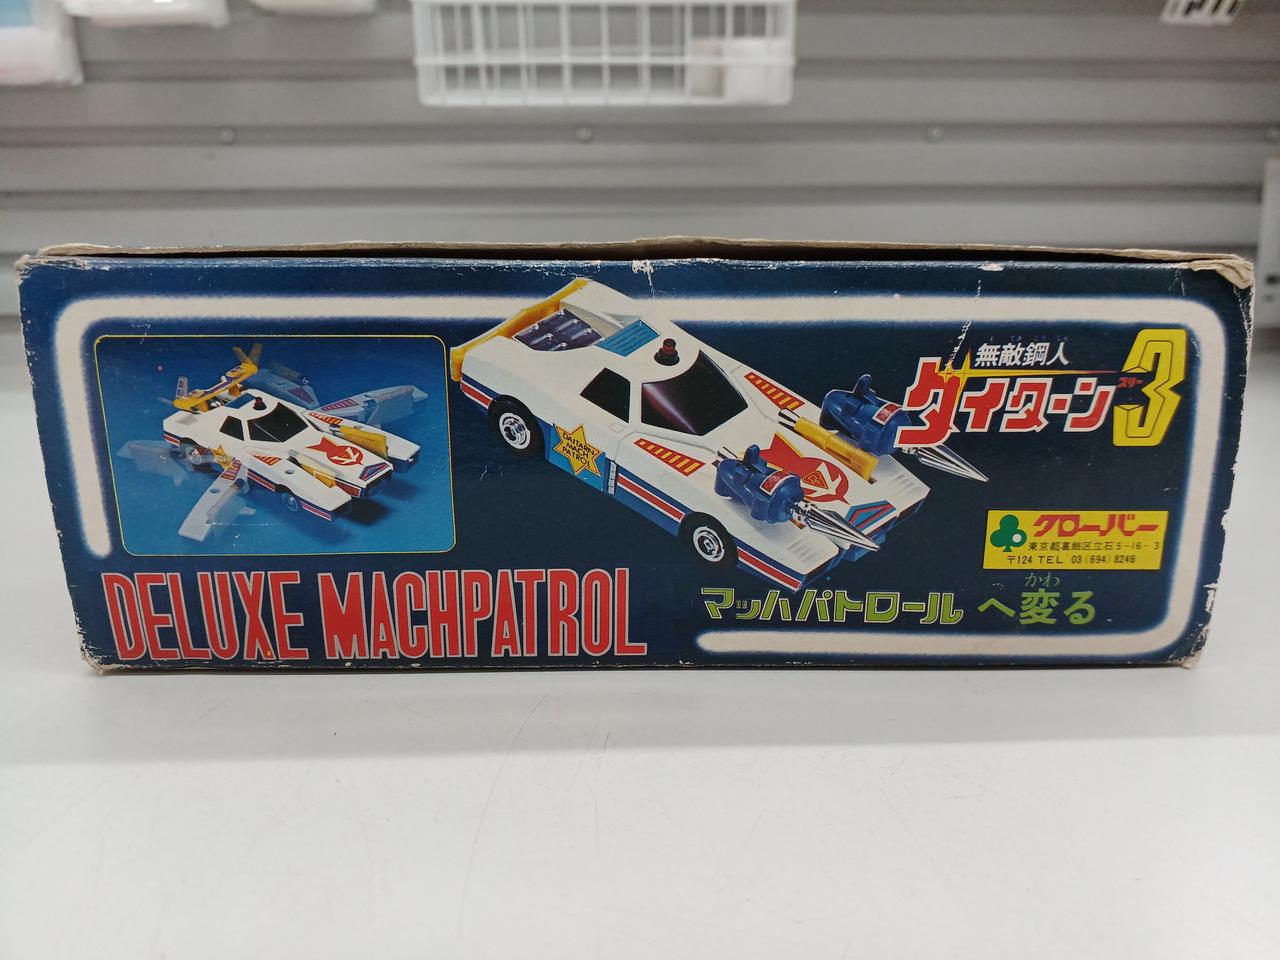 無敵鋼人
ダイターン3
スリー
DAITARN
MACH
PATROL
クローバー
東京都葛飾区立石5-16-3
〒124 TEL 03(694)8246
DELUXE MACHPATROL
かわ
マッハパトロールへ変る